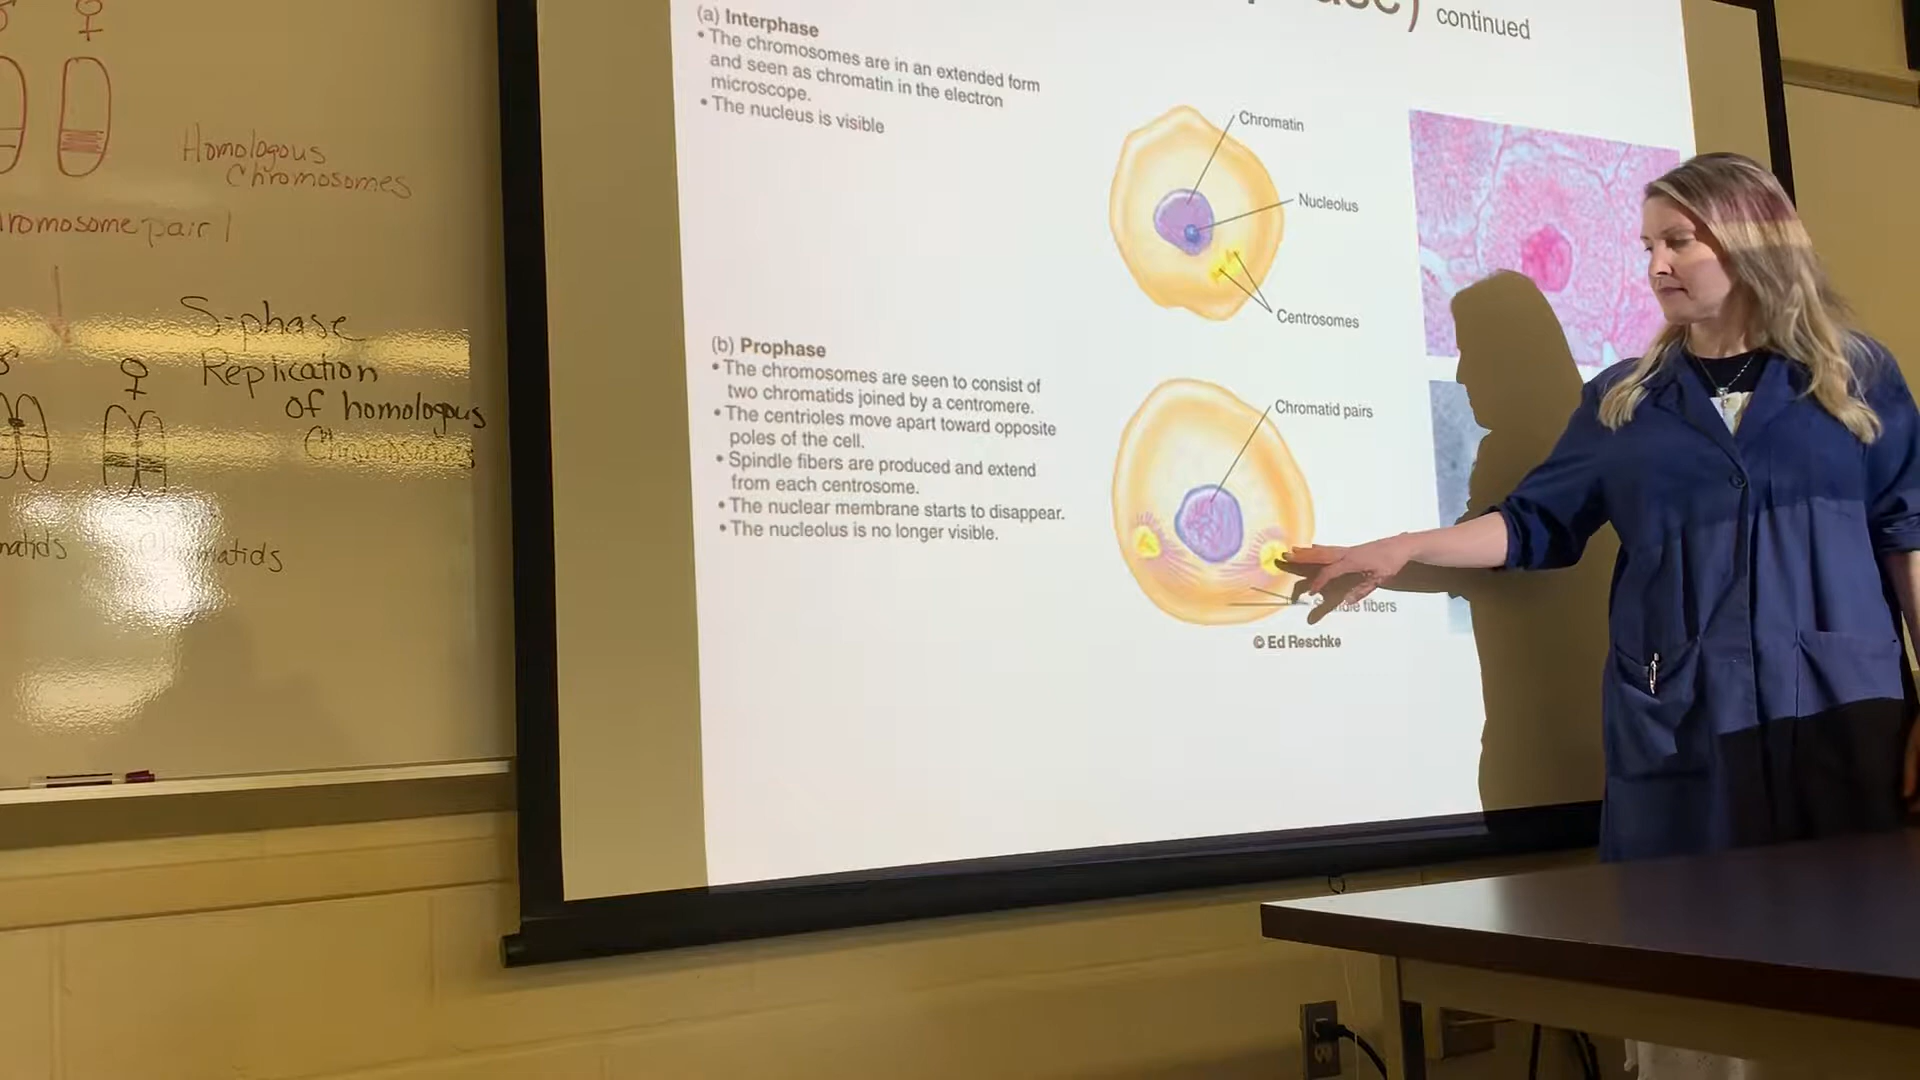 ♀
Homologous
Chromosomes
romosome pair 1
S-phase
♀ Replication
of homologous
Chromosomes
matids
matids
continued
(a) Interphase
• The chromosomes are in an extended form
and seen as chromatin in the electron
microscope.
• The nucleus is visible
Chromatin
Nucleolus
Centrosomes
(b) Prophase
• The chromosomes are seen to consist of
two chromatids joined by a centromere.
• The centrioles move apart toward opposite
poles of the cell.
• Spindle fibers are produced and extend
from each centrosome.
• The nuclear membrane starts to disappear.
• The nucleolus is no longer visible.
Chromatid pairs
fibers
© Ed Reschke